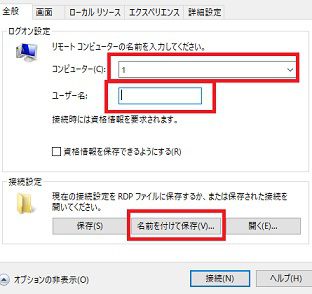 全般 画面 ローカル リソース エクスペリエンス 詳細設定
ログオン設定
リモート コンピューターの名前を入力してください。
コンピューター(C): 1
ユーザー名:
接続時には資格情報を要求されます。
資格情報を保存できるようにする(R)
接続設定
現在の接続設定を RDP ファイルに保存するか、または保存された接続を
開いてください。
保存(S) 名前を付けて保存(V)... 開く(E)...
オプションの非表示(O) 接続(N) ヘルプ(H)